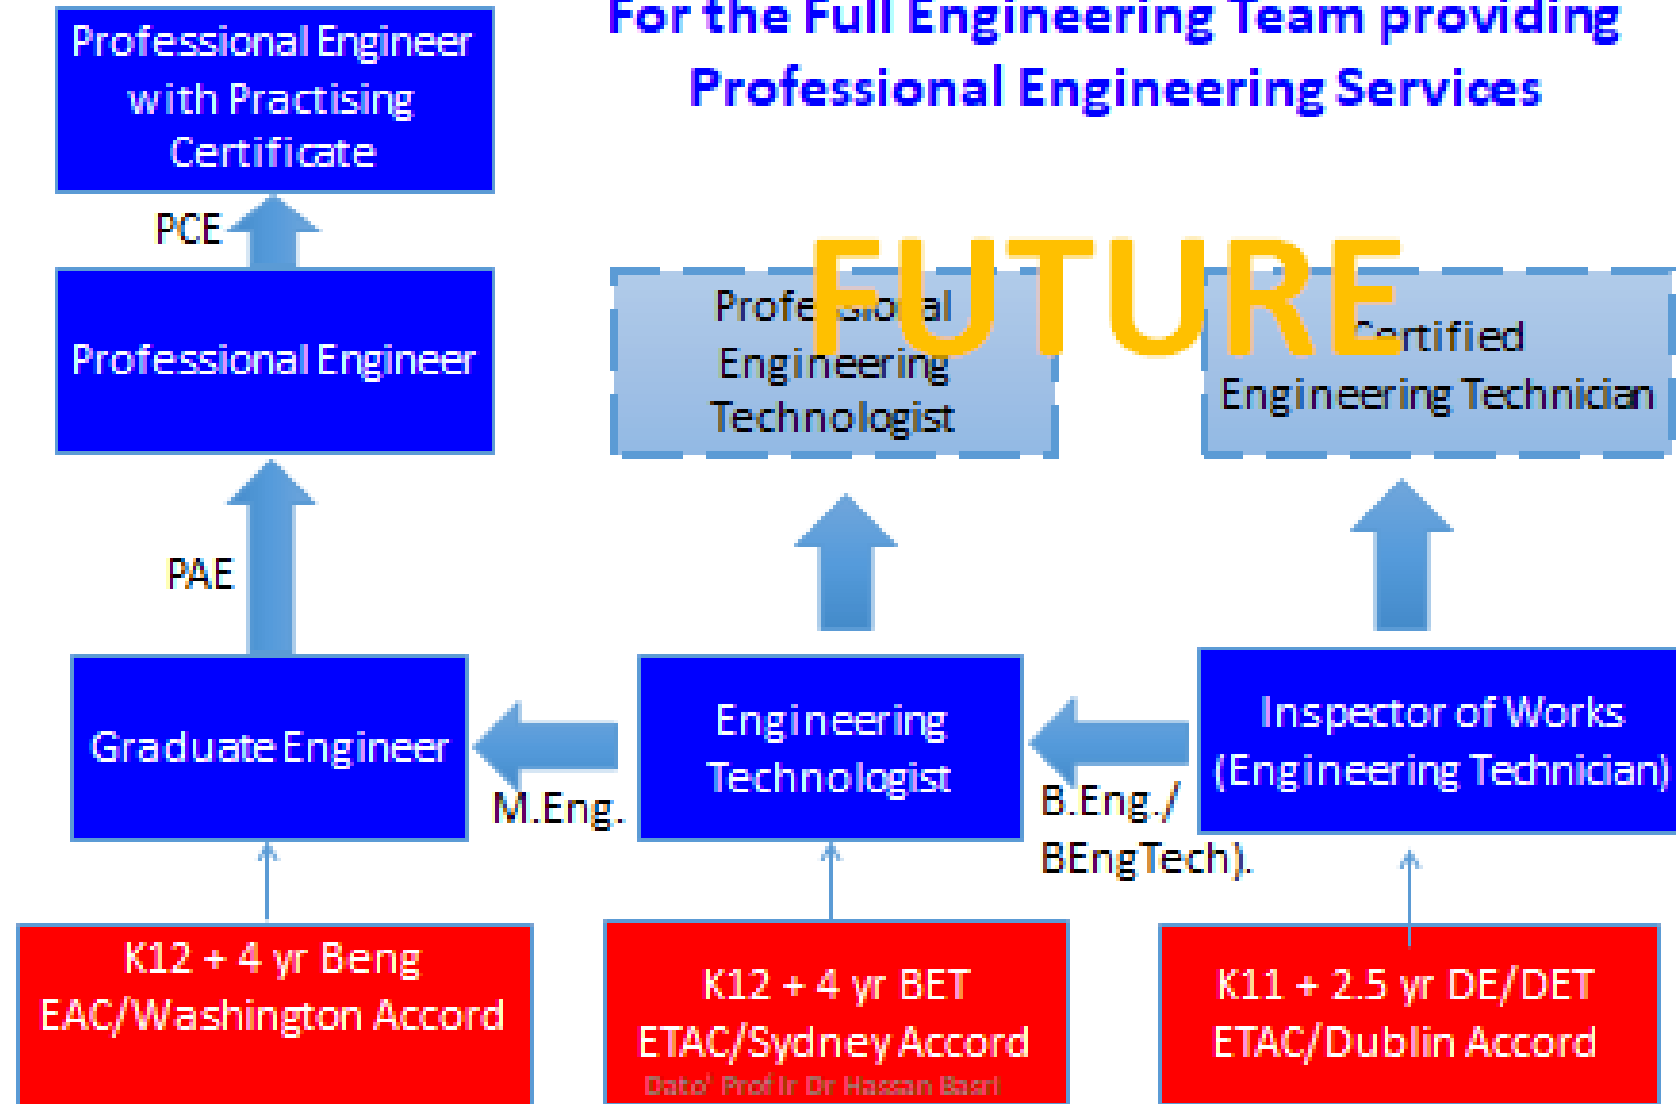 For the Full Engineering Team providing
Professional Engineering Services
Professional Engineer
with Practising
Certificate
PCE
FUTURE
Professional Engineer
Professional
Engineering
Technologist
Certified
Engineering Technician
PAE
Graduate Engineer
M.Eng.
Engineering
Technologist
B.Eng./
BEngTech).
Inspector of Works
(Engineering Technician)
K12 + 4 yr Beng
EAC/Washington Accord
K12 + 4 yr BET
ETAC/Sydney Accord
Dato' Prof Ir Dr Hassan Basri
K11 + 2.5 yr DE/DET
ETAC/Dublin Accord